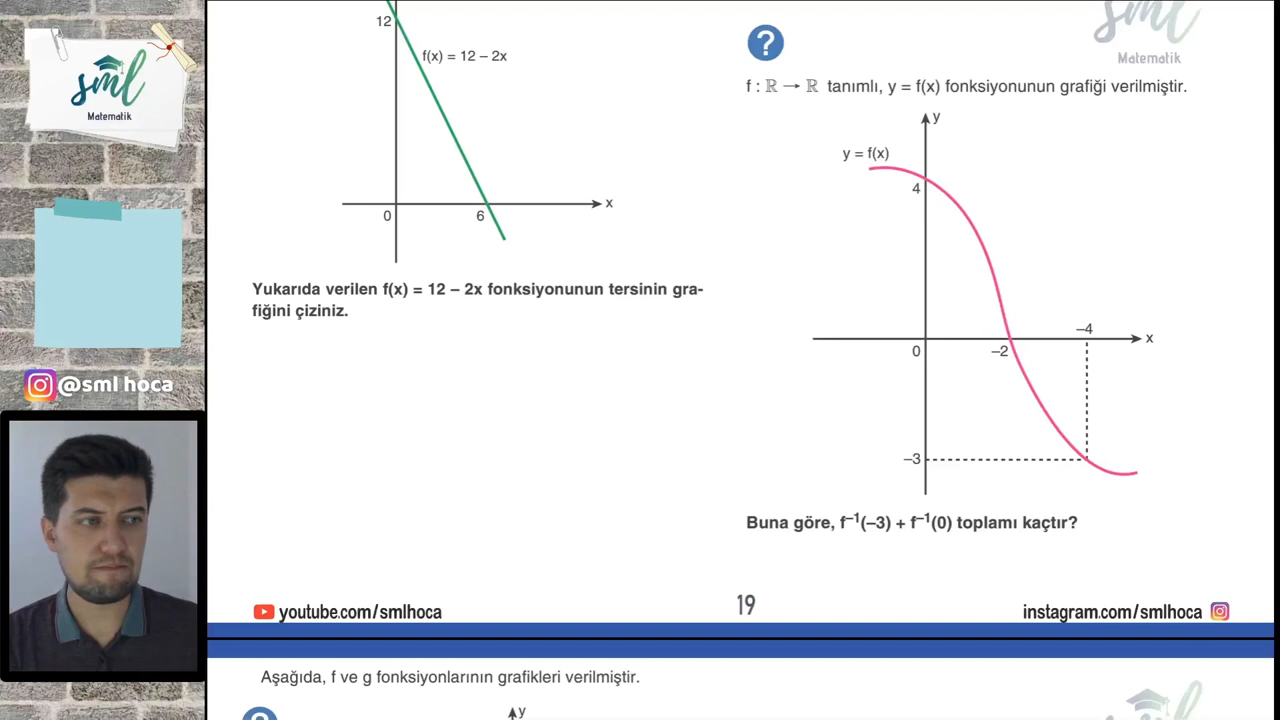 sml
Matematik
@sml hoca
12
f(x) = 12 – 2x
0
6
x
Yukarıda verilen f(x) = 12 – 2x fonksiyonunun tersinin gra-
fiğini çiziniz.
?
sml
Matematik
f : ℝ → ℝ tanımlı, y = f(x) fonksiyonunun grafiği verilmiştir.
y
y = f(x)
4
–4
x
0
–2
–3
Buna göre, f⁻¹(–3) + f⁻¹(0) toplamı kaçtır?
youtube.com/smlhoca
19
instagram.com/smlhoca
Aşağıda, f ve g fonksiyonlarının grafikleri verilmiştir.
y
?
sml